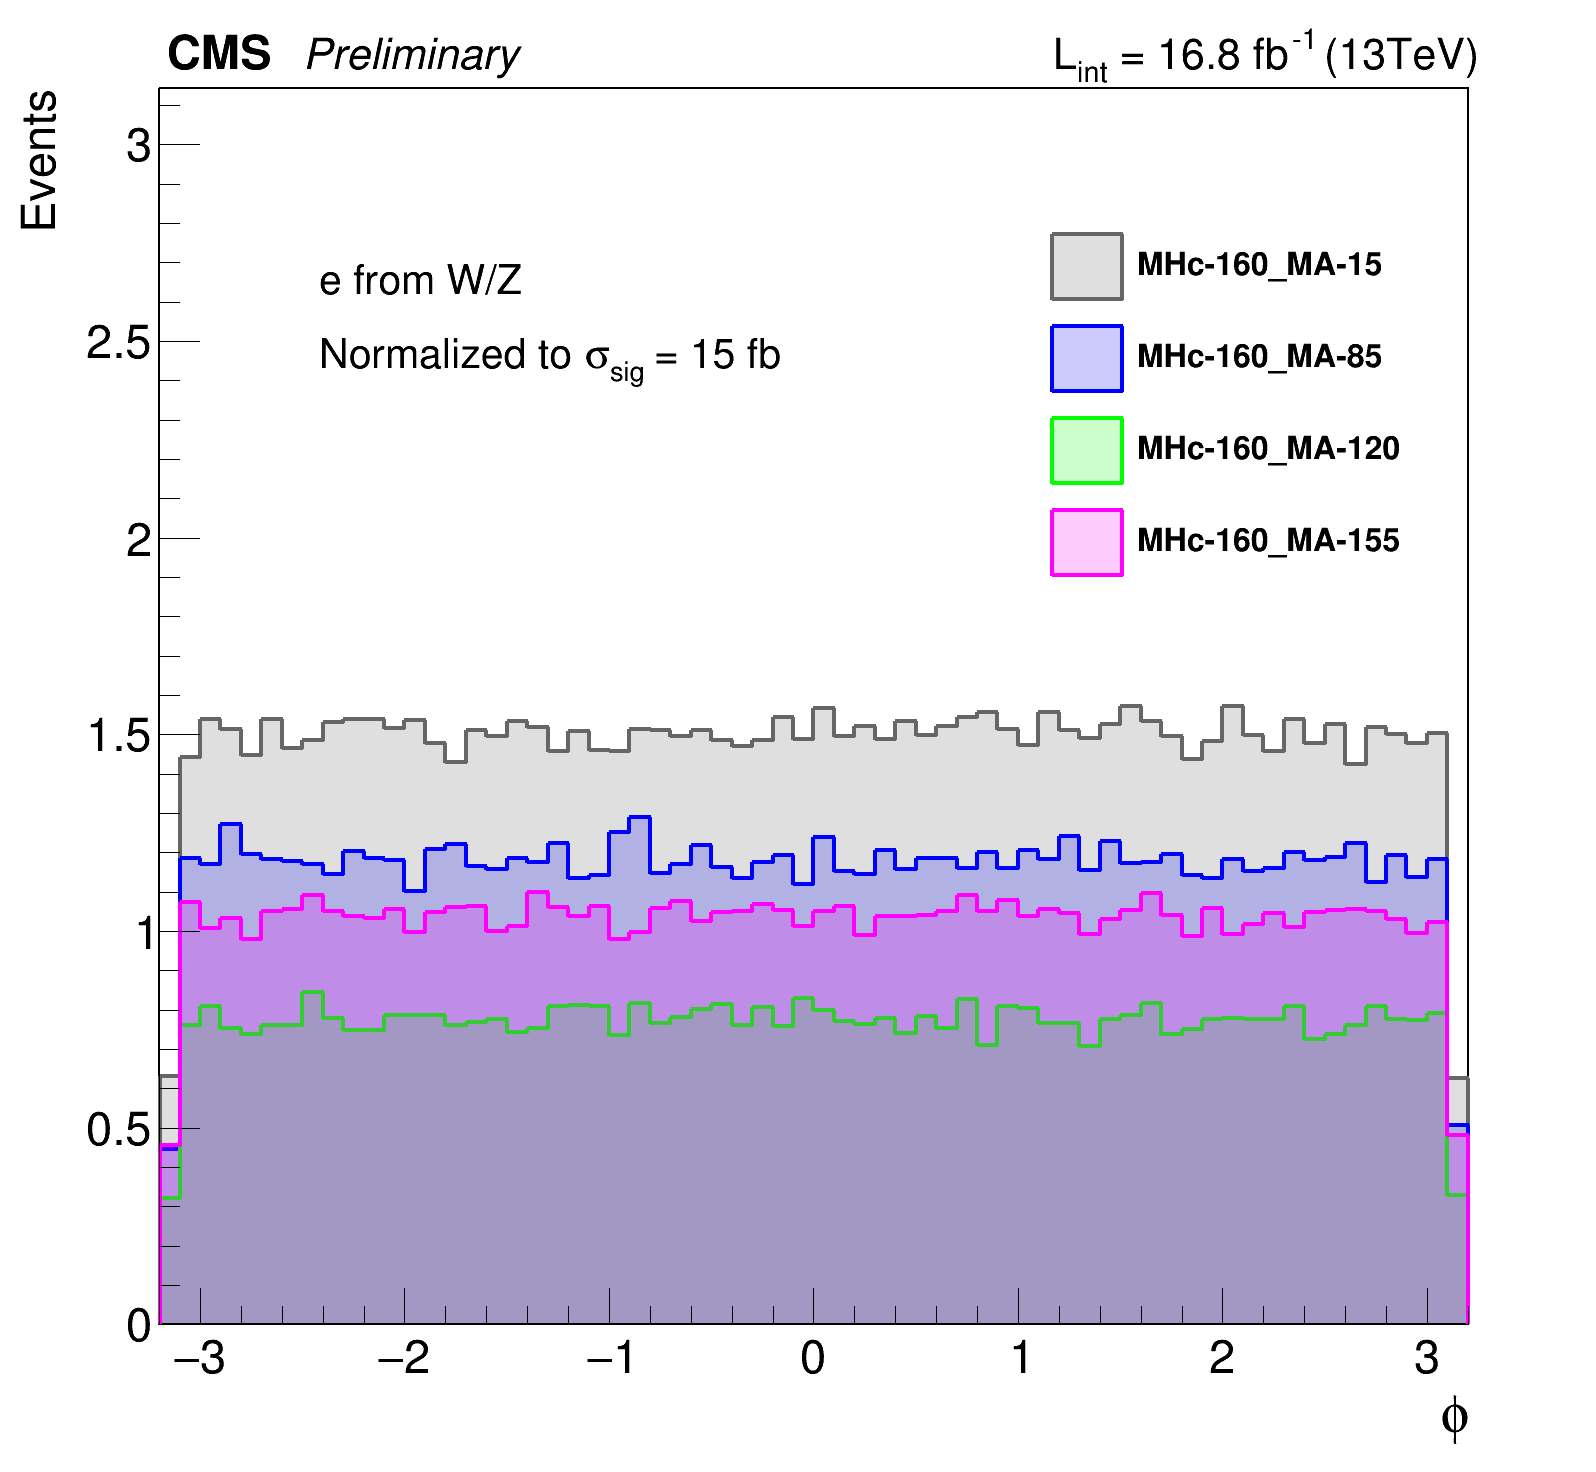 CMS Preliminary
L_int = 16.8 fb^-1 (13TeV)
Events
3
2.5
2
1.5
1
0.5
0
e from W/Z
Normalized to σ_sig = 15 fb
MHc-160_MA-15
MHc-160_MA-85
MHc-160_MA-120
MHc-160_MA-155
−3 −2 −1 0 1 2 3
ϕ